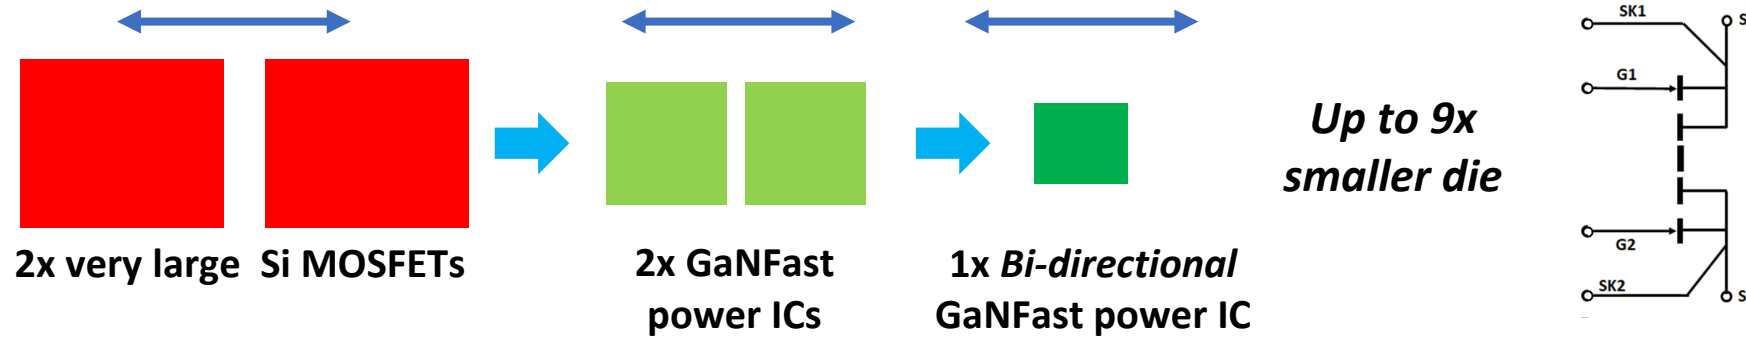 2x very large Si MOSFETs
2x GaNFast
power ICs
1x Bi-directional
GaNFast power IC
Up to 9x
smaller die
SK1
S
G1
G2
SK2
S